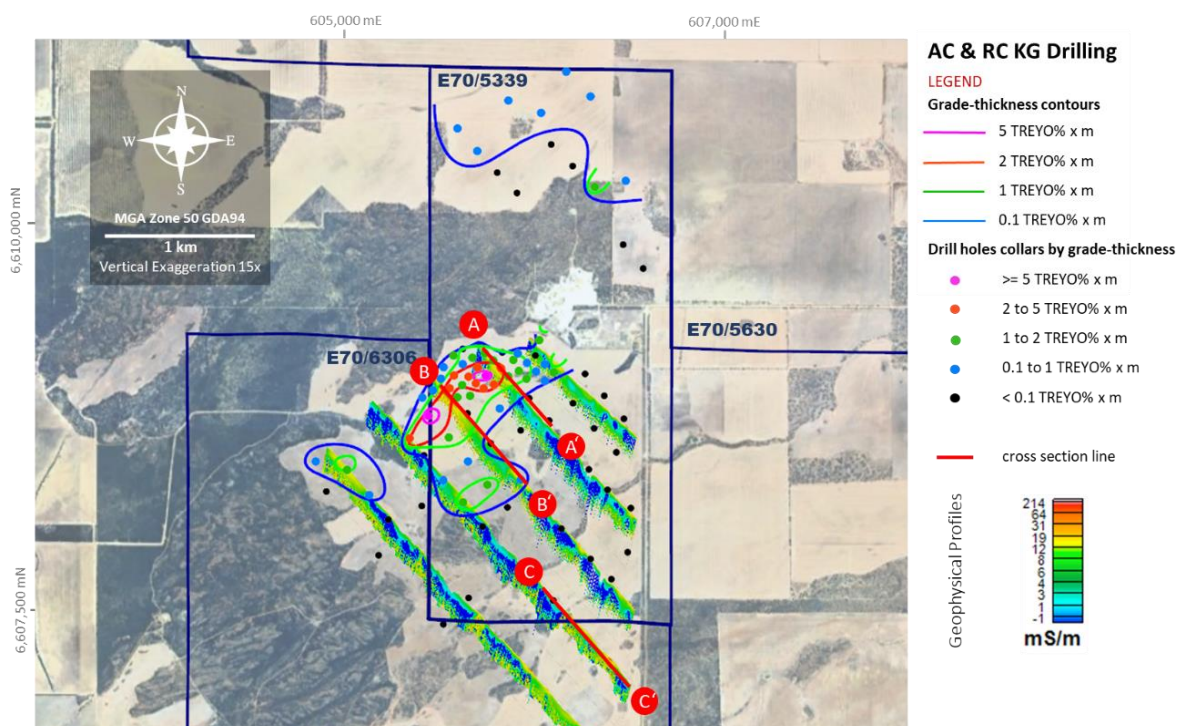 605,000 mE
607,000 mE
6,610,000 mN
6,607,500 mN
N
W
E
S
MGA Zone 50 GDA94
1 km
Vertical Exaggeration 15x
E70/5339
E70/5630
E70/6306
A
B
A'
B'
C
C'
AC & RC KG Drilling
LEGEND
Grade-thickness contours
5 TREYO% x m
2 TREYO% x m
1 TREYO% x m
0.1 TREYO% x m
Drill holes collars by grade-thickness
>= 5 TREYO% x m
2 to 5 TREYO% x m
1 to 2 TREYO% x m
0.1 to 1 TREYO% x m
< 0.1 TREYO% x m
cross section line
Geophysical Profiles
214
64
31
19
12
8
6
4
3
1
-1
mS/m